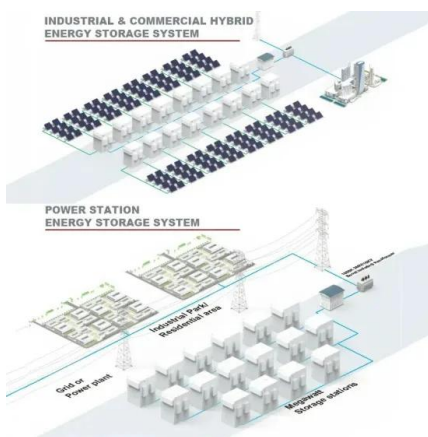 INDUSTRIAL & COMMERCIAL HYBRID
ENERGY STORAGE SYSTEM
POWER STATION
ENERGY STORAGE SYSTEM
Industrial Park/
Residential area
Grid or
Power plant
Megawatt
Storage stations